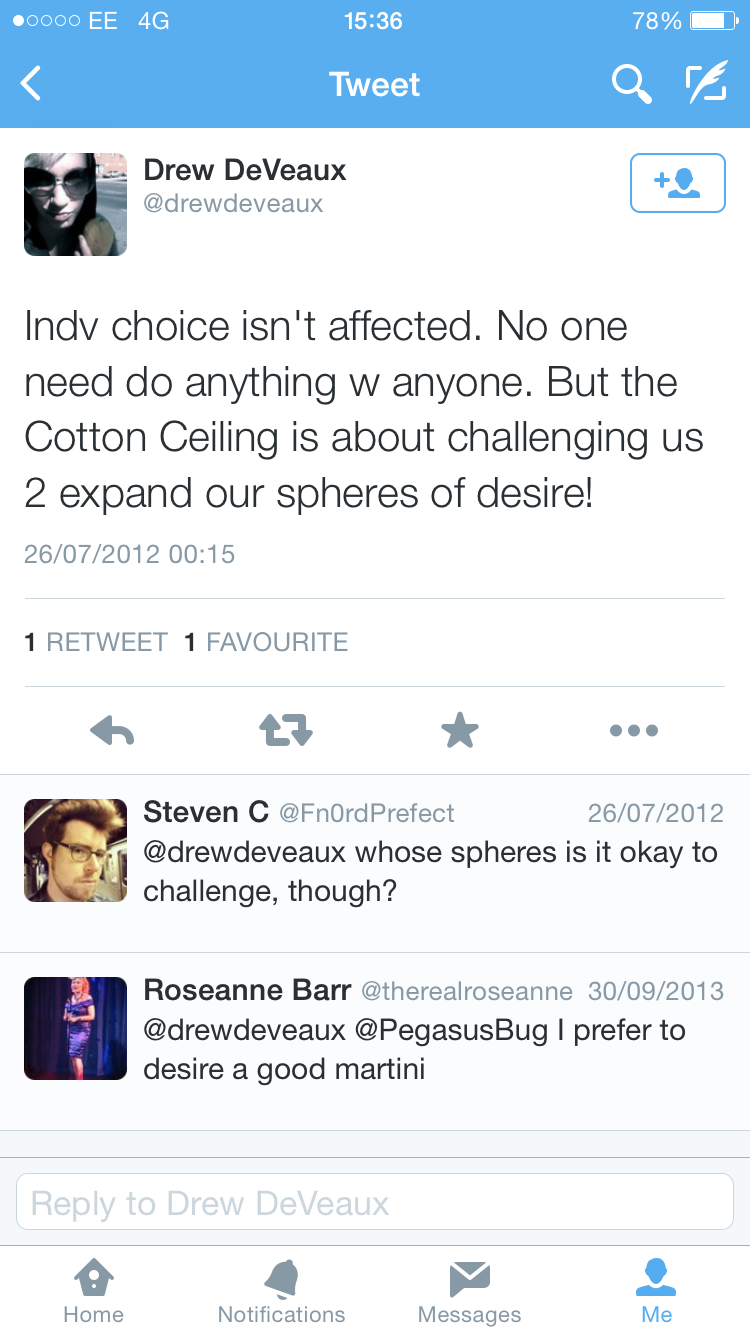 EE 4G 15:36 78%
Tweet
Drew DeVeaux
@drewdeveaux
Indv choice isn't affected. No one
need do anything w anyone. But the
Cotton Ceiling is about challenging us
2 expand our spheres of desire!
26/07/2012 00:15
1 RETWEET 1 FAVOURITE
Steven C @Fn0rdPrefect 26/07/2012
@drewdeveaux whose spheres is it okay to
challenge, though?
Roseanne Barr @therealroseanne 30/09/2013
@drewdeveaux @PegasusBug I prefer to
desire a good martini
Reply to Drew DeVeaux
Home Notifications Messages Me